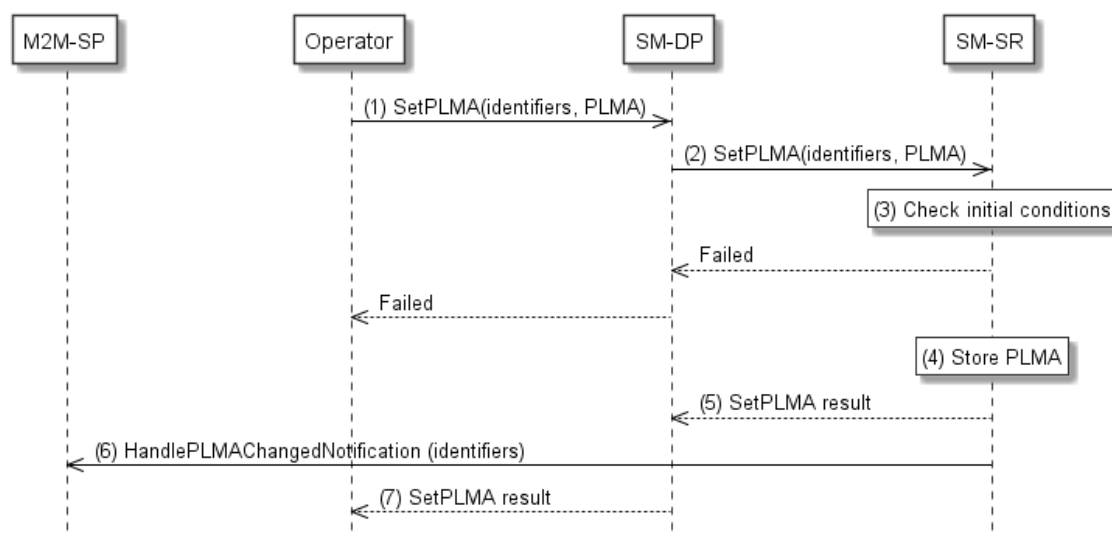 M2M-SP
Operator
SM-DP
SM-SR
(1) SetPLMA(identifiers, PLMA)
(2) SetPLMA(identifiers, PLMA)
(3) Check initial conditions
Failed
Failed
(4) Store PLMA
(5) SetPLMA result
(6) HandlePLMAChangedNotification (identifiers)
(7) SetPLMA result